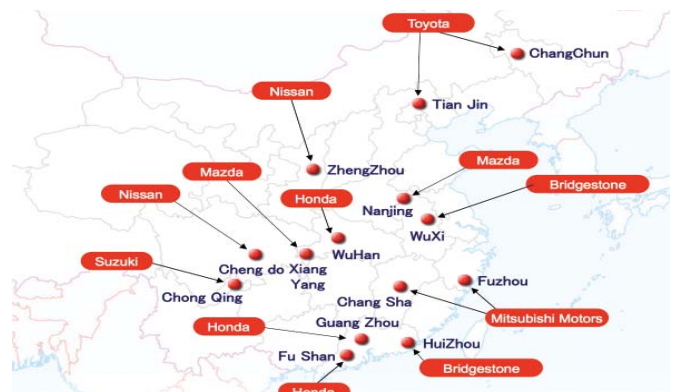 Toyota
ChangChun
Nissan
Tian Jin
Mazda
ZhengZhou
Mazda
Nissan
Honda
Bridgestone
Nanjing
WuXi
Suzuki
WuHan
Cheng do Xiang
Yang
Fuzhou
Chong Qing
Chang Sha
Mitsubishi Motors
Honda
Guang Zhou
HuiZhou
Fu Shan
Bridgestone
Honda